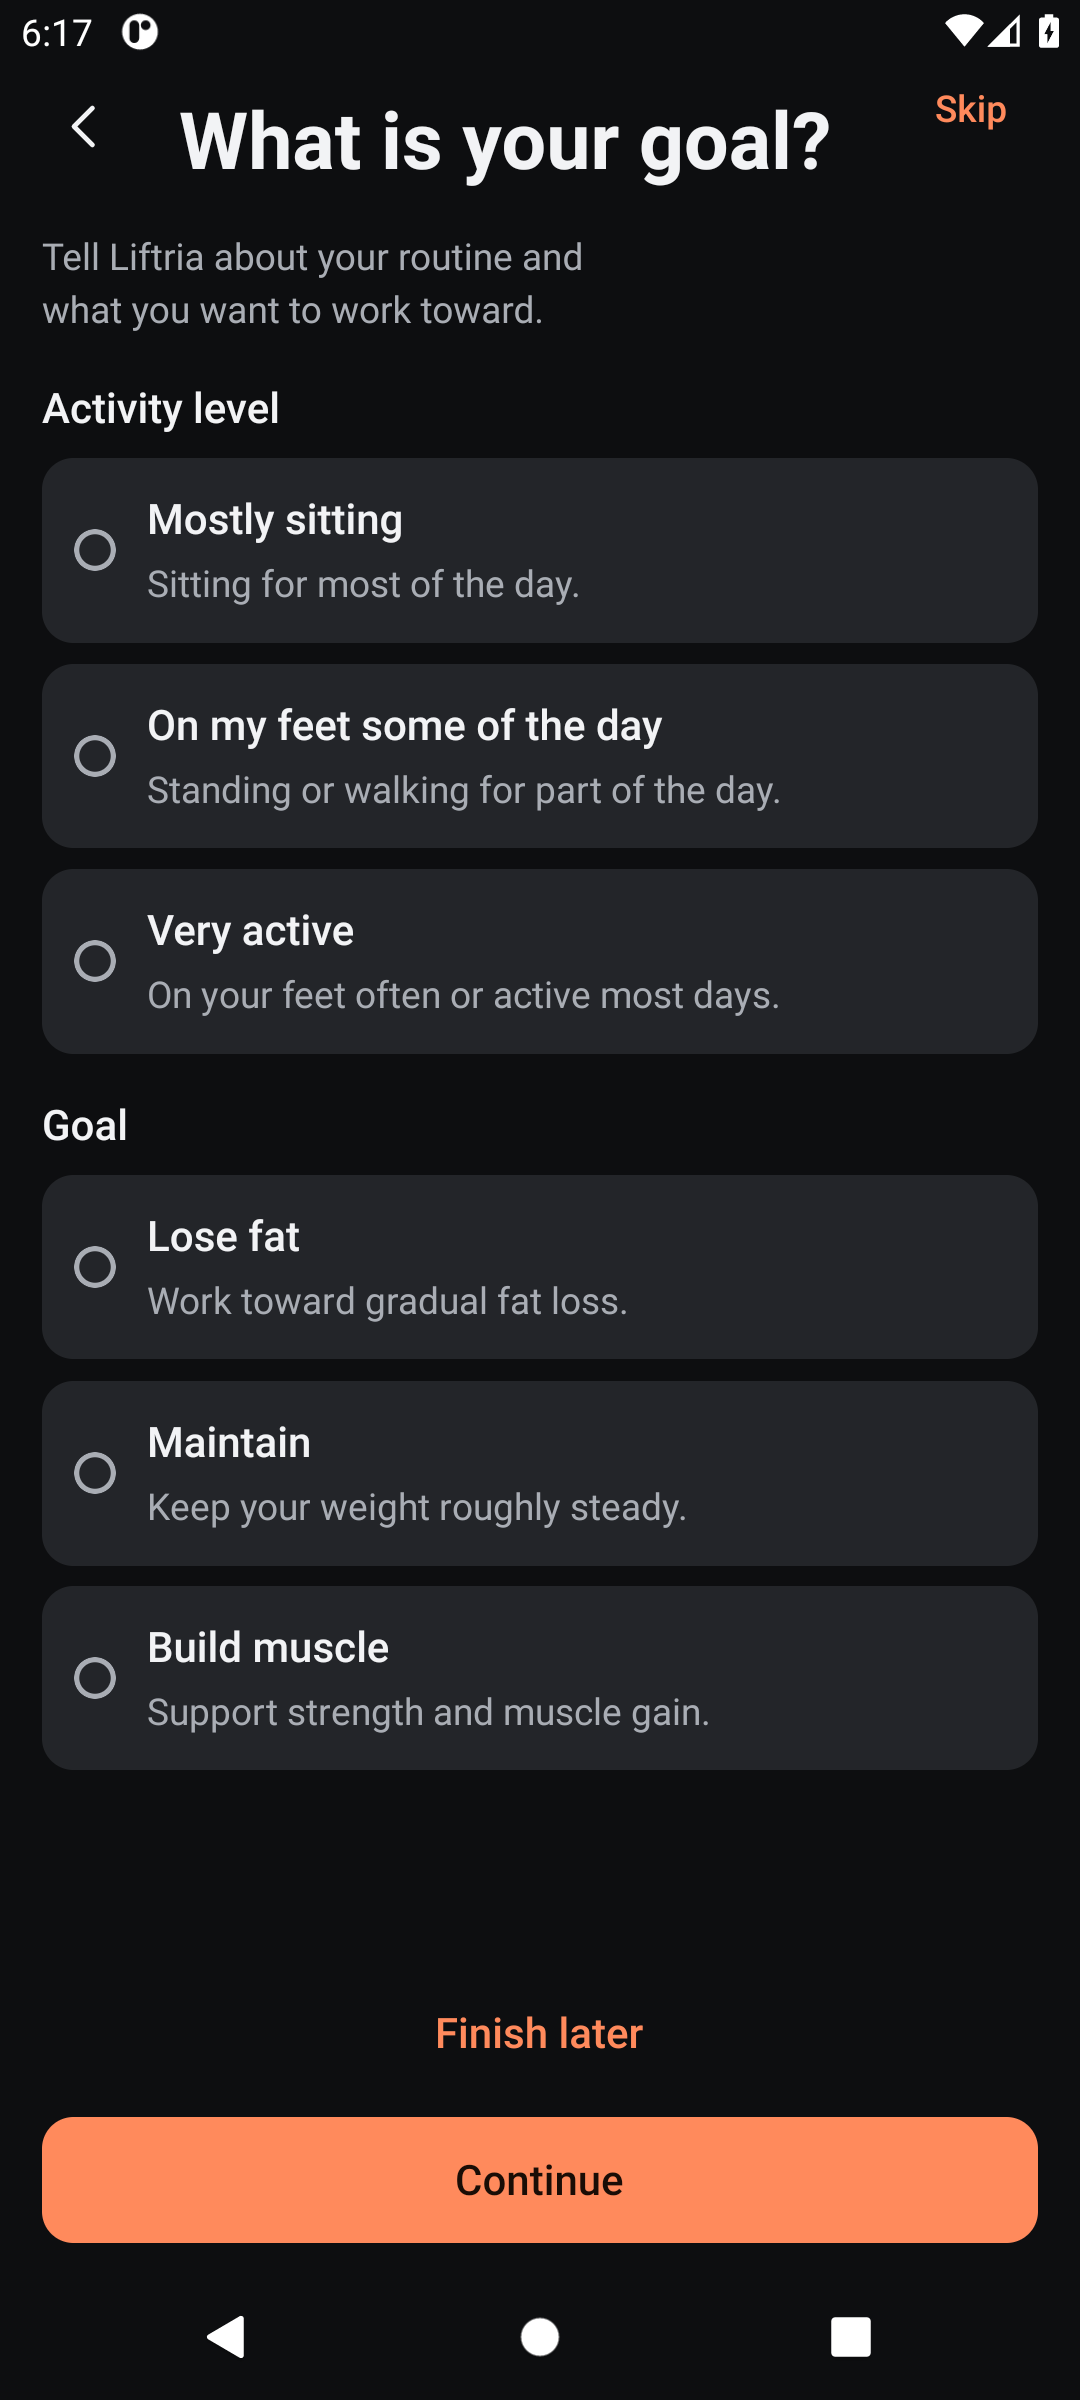 6:17
What is your goal?
Skip
Tell Liftria about your routine and
what you want to work toward.
Activity level
Mostly sitting
Sitting for most of the day.
On my feet some of the day
Standing or walking for part of the day.
Very active
On your feet often or active most days.
Goal
Lose fat
Work toward gradual fat loss.
Maintain
Keep your weight roughly steady.
Build muscle
Support strength and muscle gain.
Finish later
Continue